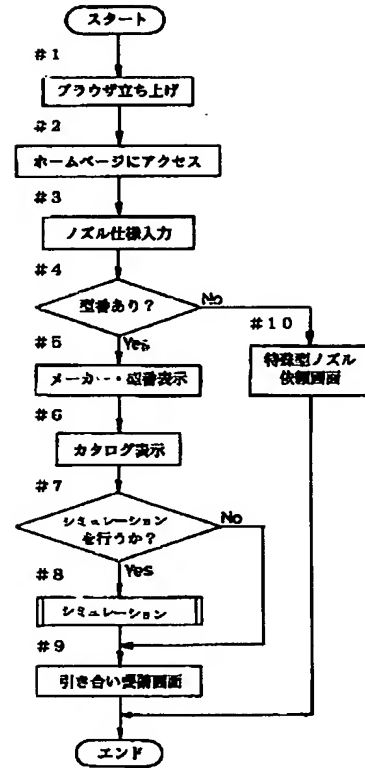 スタート
#1
ブラウザ立ち上げ
#2
ホームページにアクセス
#3
ノズル仕様入力
#4
型番あり?
No
#5
Yes
#10
メーカー・型番表示
特殊型ノズル
依頼画面
#6
カタログ表示
#7
シミュレーション
を行うか?
No
#8
Yes
シミュレーション
#9
引き合い要請画面
エンド